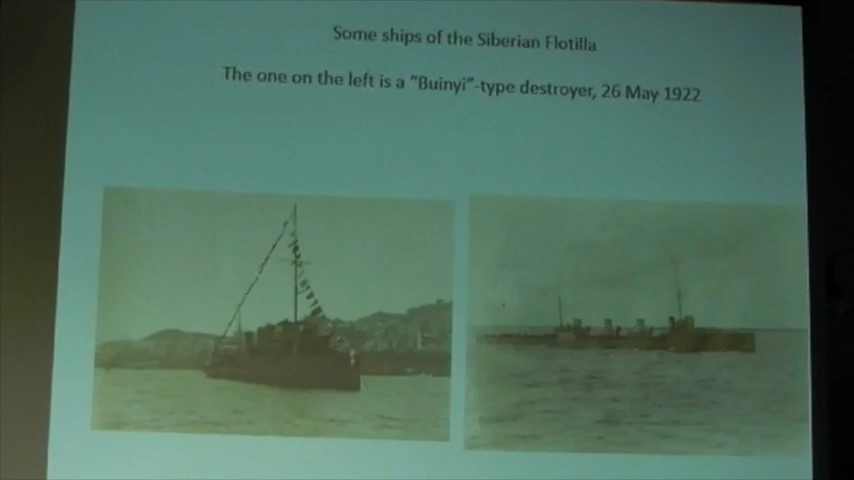 Some ships of the Siberian Flotilla
The one on the left is a "Buinyi"-type destroyer, 26 May 1922